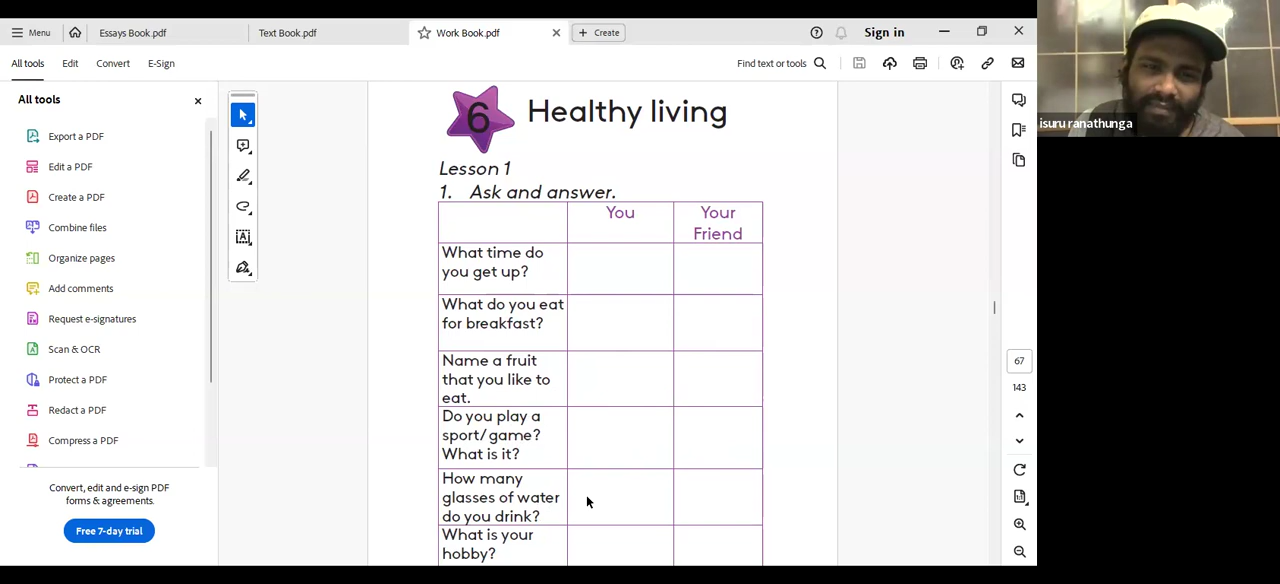 Menu
Essays Book.pdf
Text Book.pdf
Work Book.pdf
Create
Sign in
All tools
Edit
Convert
E-Sign
Find text or tools
All tools
Export a PDF
Edit a PDF
Create a PDF
Combine files
Organize pages
Add comments
Request e-signatures
Scan & OCR
Protect a PDF
Redact a PDF
Compress a PDF
Convert, edit and e-sign PDF
forms & agreements.
Free 7-day trial
6 Healthy living
Lesson 1
1. Ask and answer.
You
Your
Friend
What time do
you get up?
What do you eat
for breakfast?
Name a fruit
that you like to
eat.
Do you play a
sport/game?
What is it?
How many
glasses of water
do you drink?
What is your
hobby?
67
143
isuru ranathunga